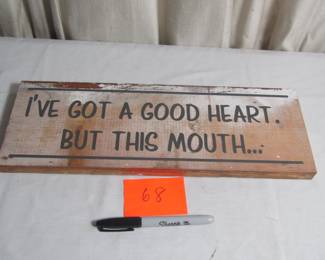 I'VE GOT A GOOD HEART.
BUT THIS MOUTH...
68
Sharpie